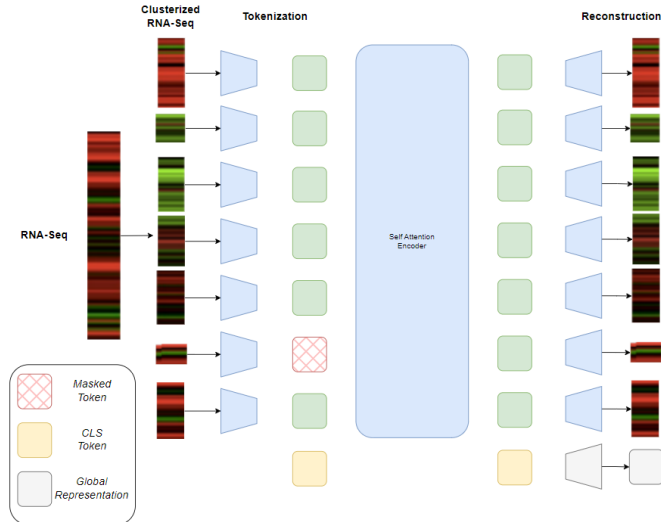 Clusterized
RNA-Seq
Tokenization
Reconstruction
RNA-Seq
Self Attention
Encoder
Masked
Token
CLS
Token
Global
Representation